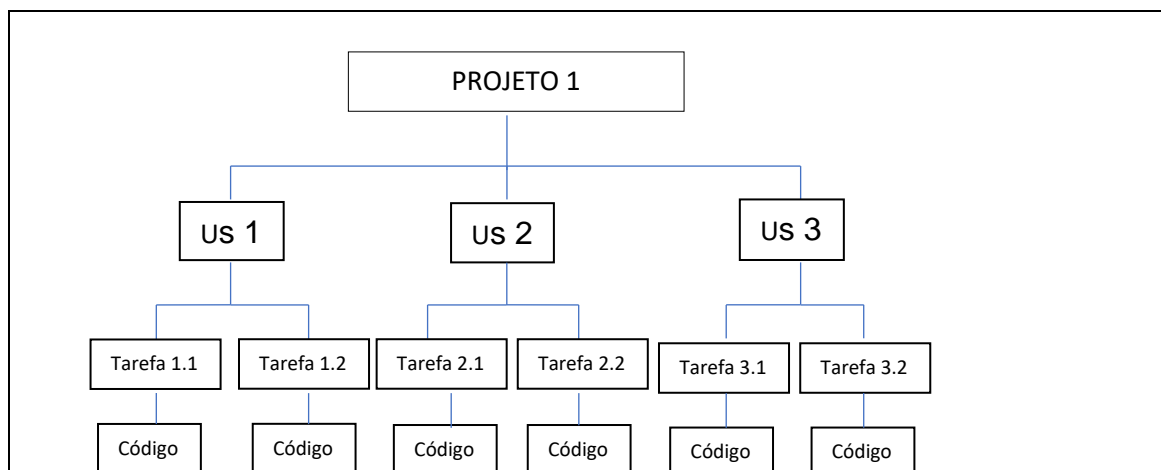 PROJETO 1
Us 1
Us 2
Us 3
Tarefa 1.1
Tarefa 1.2
Tarefa 2.1
Tarefa 2.2
Tarefa 3.1
Tarefa 3.2
Código
Código
Código
Código
Código
Código